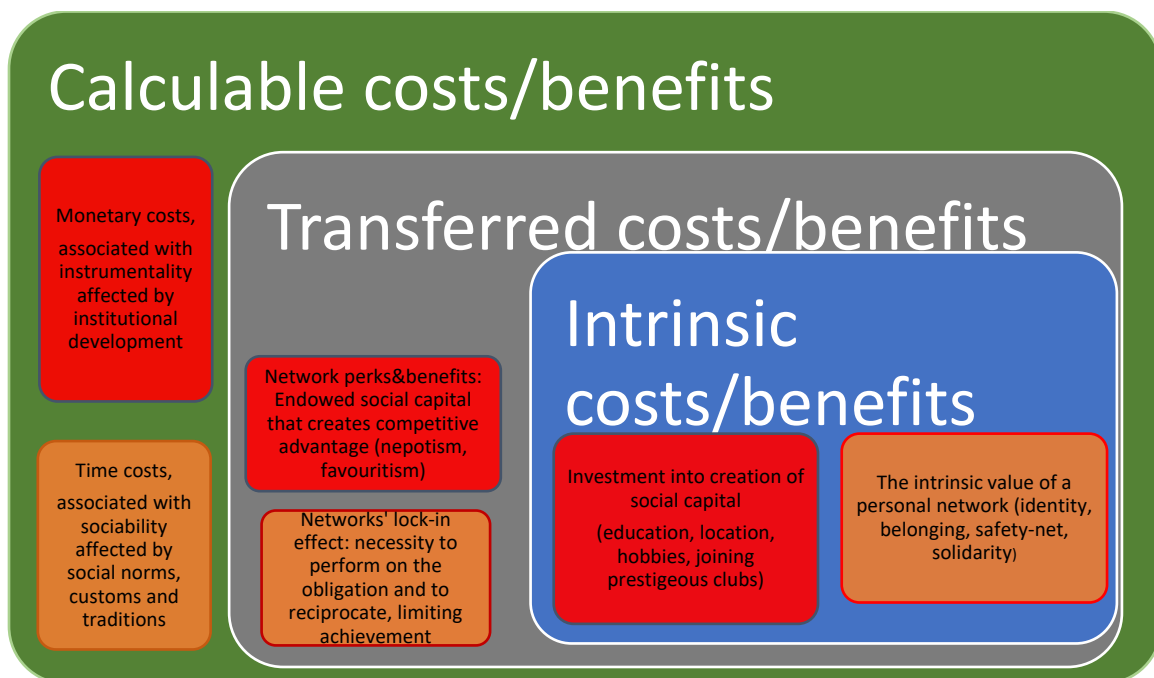 Calculable costs/benefits
Monetary costs,
associated with
instrumentality
affected by
institutional
development
Time costs,
associated with
sociability
affected by
social norms,
customs and
traditions
Transferred costs/benefits
Network perks&benefits:
Endowed social capital
that creates competitive
advantage (nepotism,
favouritism)
Networks' lock-in
effect: necessity to
perform on the
obligation and to
reciprocate, limiting
achievement
Intrinsic
costs/benefits
Investment into creation of
social capital
(education, location,
hobbies, joining
prestigeous clubs)
The intrinsic value of a
personal network (identity,
belonging, safety-net,
solidarity)